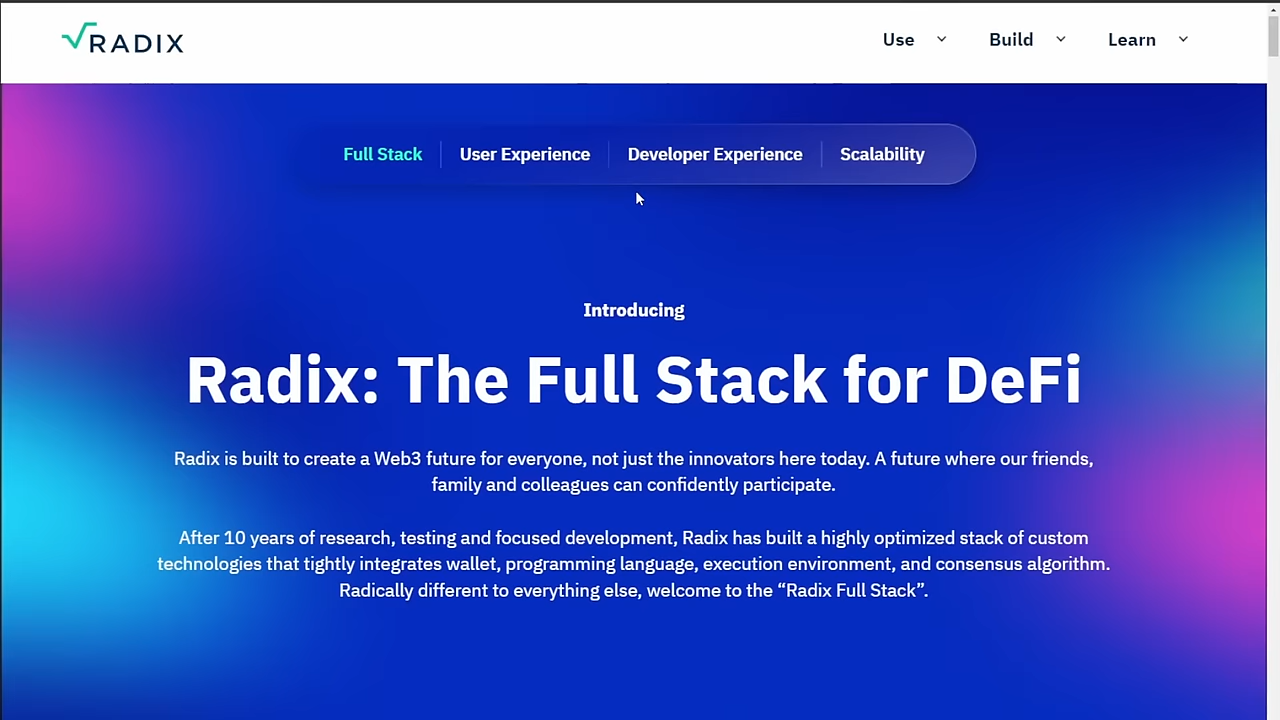 RADIX
Use
Build
Learn
Full Stack
User Experience
Developer Experience
Scalability
Introducing
Radix: The Full Stack for DeFi
Radix is built to create a Web3 future for everyone, not just the innovators here today. A future where our friends,
family and colleagues can confidently participate.
After 10 years of research, testing and focused development, Radix has built a highly optimized stack of custom
technologies that tightly integrates wallet, programming language, execution environment, and consensus algorithm.
Radically different to everything else, welcome to the “Radix Full Stack”.